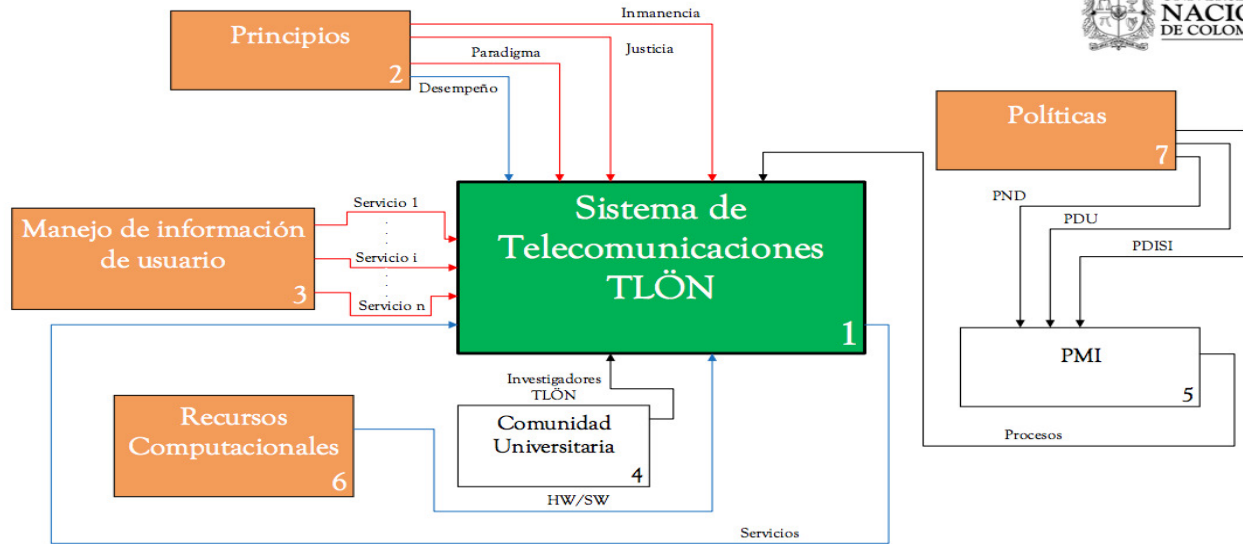 Inmanencia
NACIO
DE COLOM
Principios
2
Justicia
Paradigma
Desempeño
Políticas
7
PND
PDU
PDISI
Sistema de
Telecomunicaciones
TLÖN
1
Servicio 1
Manejo de información
de usuario
3
Servicio i
Servicio n
PMI
5
Investigadores
TLÖN
Comunidad
Universitaria
4
Recursos
Computacionales
6
Procesos
HW/SW
Servicios